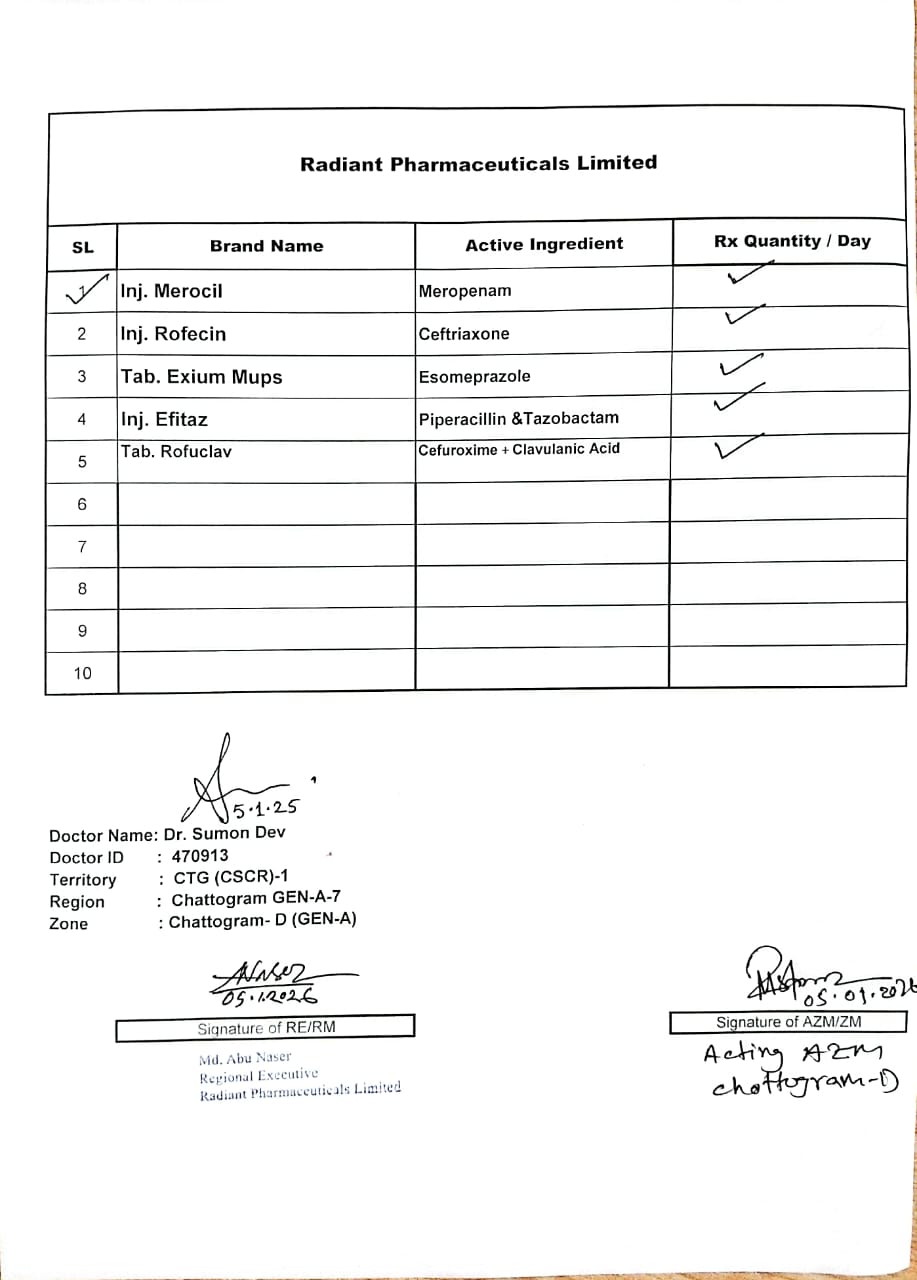 Radiant Pharmaceuticals Limited
SL Brand Name Active Ingredient Rx Quantity / Day
1 Inj. Merocil Meropenam ✓
2 Inj. Rofecin Ceftriaxone ✓
3 Tab. Exium Mups Esomeprazole ✓
4 Inj. Efitaz Piperacillin &Tazobactam ✓
5 Tab. Rofuclav Cefuroxime + Clavulanic Acid ✓
6
7
8
9
10
5.1.25
Doctor Name: Dr. Sumon Dev
Doctor ID : 470913
Territory : CTG (CSCR)-1
Region : Chattogram GEN-A-7
Zone : Chattogram- D (GEN-A)
Naser
05.1.2026
05.01.2026
Signature of RE/RM
Signature of AZM/ZM
Md. Abu Naser
Regional Executive
Radiant Pharmaceuticals Limited
Acting AZM
Chattogram-D